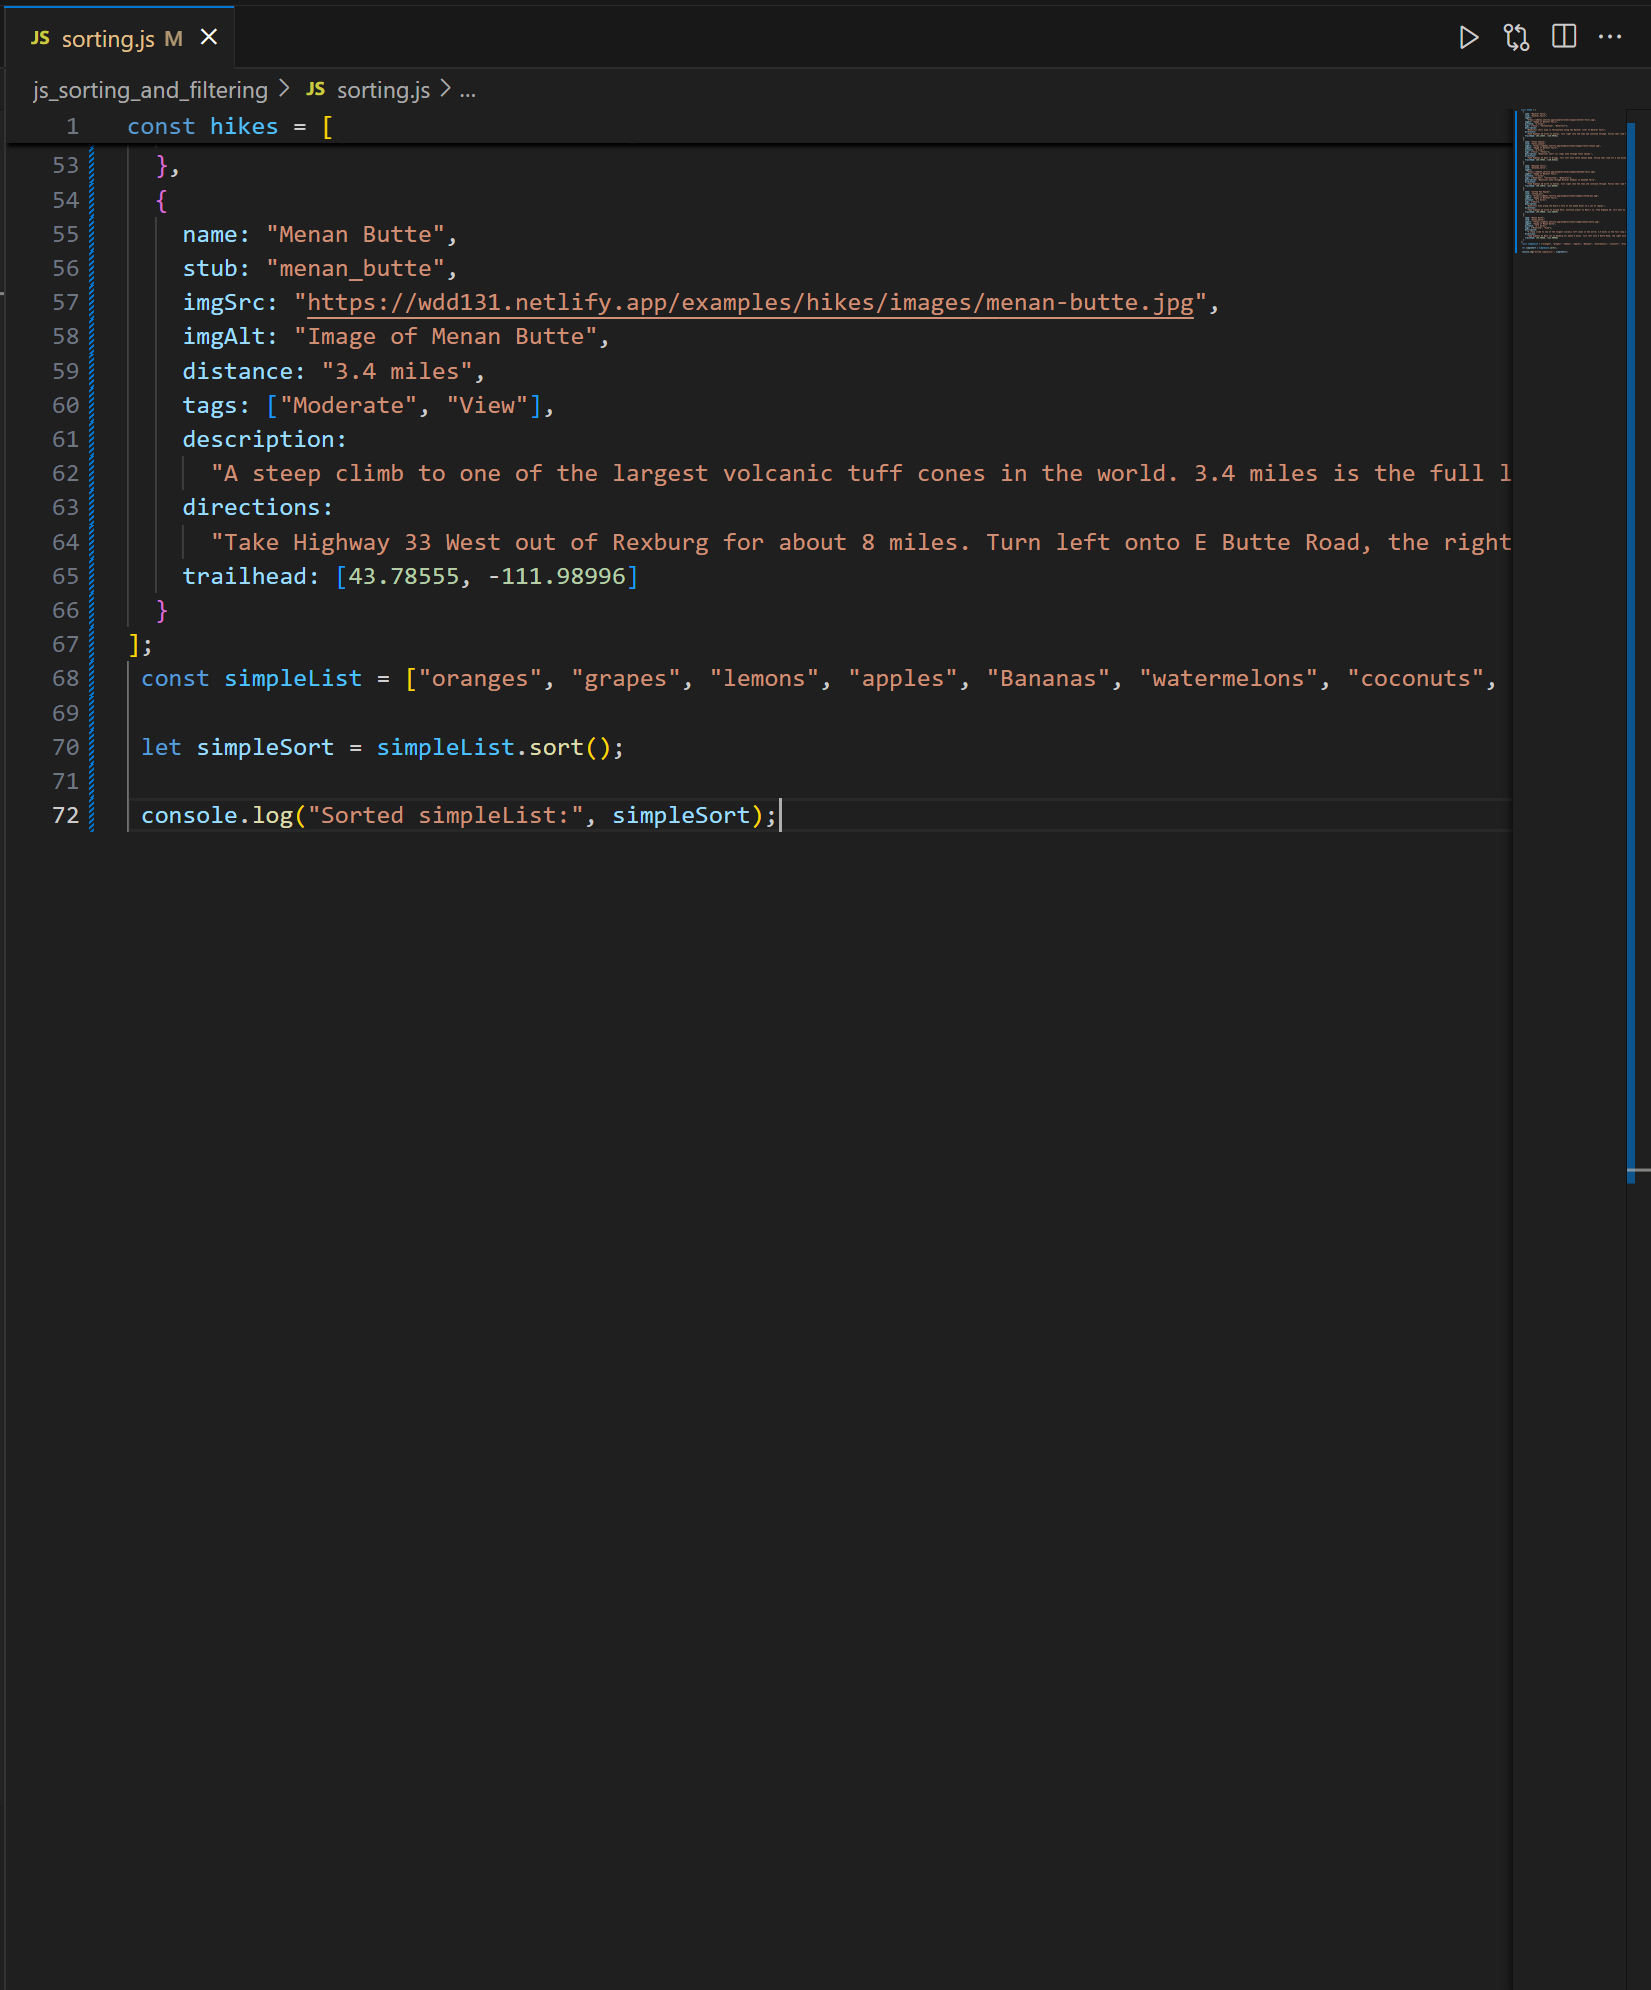 JS sorting.js M
js_sorting_and_filtering > JS sorting.js > ...
1 const hikes = [
53 },
54 {
55 name: "Menan Butte",
56 stub: "menan_butte",
57 imgSrc: "https://wdd131.netlify.app/examples/hikes/images/menan-butte.jpg",
58 imgAlt: "Image of Menan Butte",
59 distance: "3.4 miles",
60 tags: ["Moderate", "View"],
61 description:
62 "A steep climb to one of the largest volcanic tuff cones in the world. 3.4 miles is the full l
63 directions:
64 "Take Highway 33 West out of Rexburg for about 8 miles. Turn left onto E Butte Road, the right
65 trailhead: [43.78555, -111.98996]
66 }
67 ];
68 const simpleList = ["oranges", "grapes", "lemons", "apples", "Bananas", "watermelons", "coconuts",
69
70 let simpleSort = simpleList.sort();
71
72 console.log("Sorted simpleList:", simpleSort);